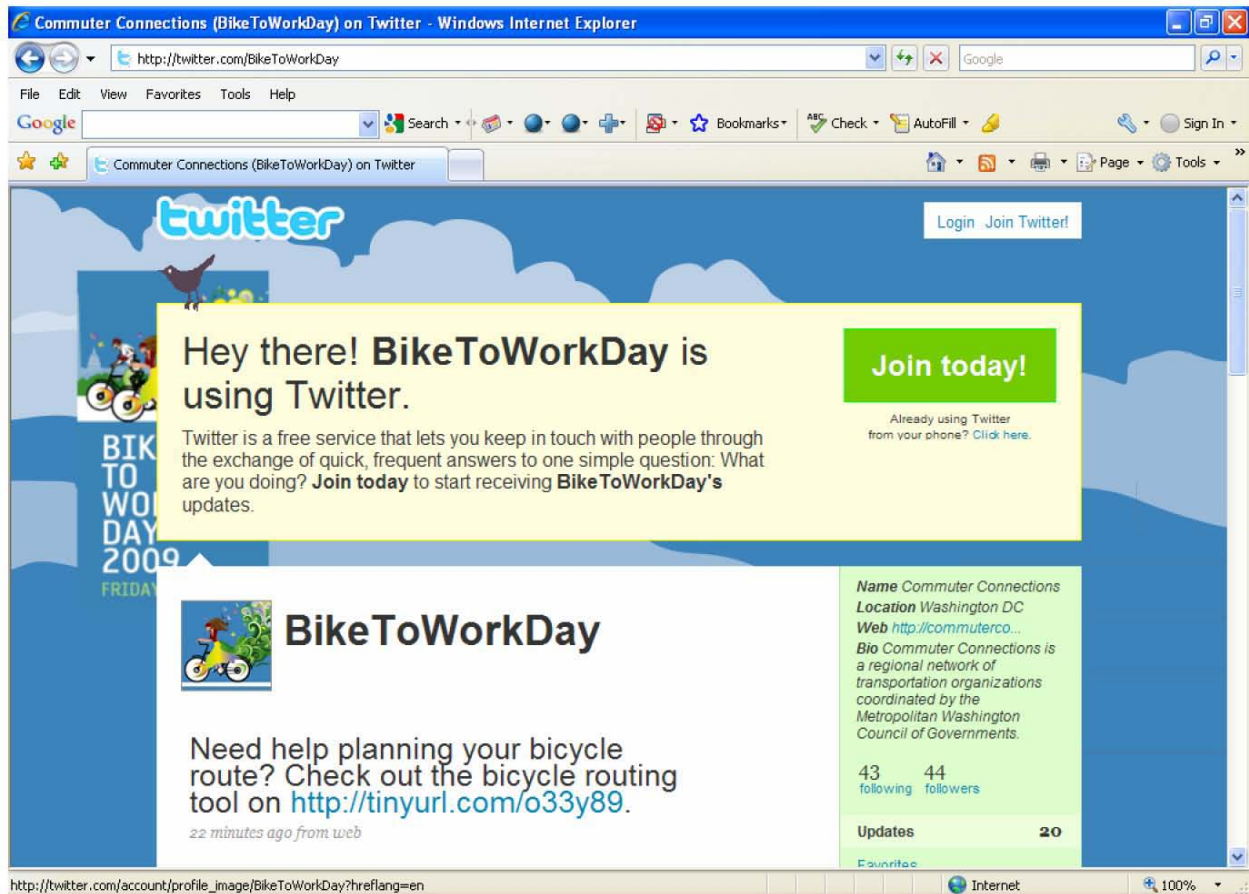 Commuter Connections (BikeToWorkDay) on Twitter - Windows Internet Explorer
http://twitter.com/BikeToWorkDay
Google
File Edit View Favorites Tools Help
Google Search Bookmarks Check AutoFill Sign In
Commuter Connections (BikeToWorkDay) on Twitter Page Tools
twitter
Login Join Twitter!
Hey there! BikeToWorkDay is
using Twitter.
Twitter is a free service that lets you keep in touch with people through
the exchange of quick, frequent answers to one simple question: What
are you doing? Join today to start receiving BikeToWorkDay's
updates.
Join today!
Already using Twitter
from your phone? Click here.
BIK
TO
WO
DAY
2009
FRIDAY
BikeToWorkDay
Need help planning your bicycle
route? Check out the bicycle routing
tool on http://tinyurl.com/o33y89.
22 minutes ago from web
Name Commuter Connections
Location Washington DC
Web http://commuterco...
Bio Commuter Connections is
a regional network of
transportation organizations
coordinated by the
Metropolitan Washington
Council of Governments.
43 44
following followers
Updates 20
Favorites
http://twitter.com/account/profile_image/BikeToWorkDay?hreflang=en
Internet 100%